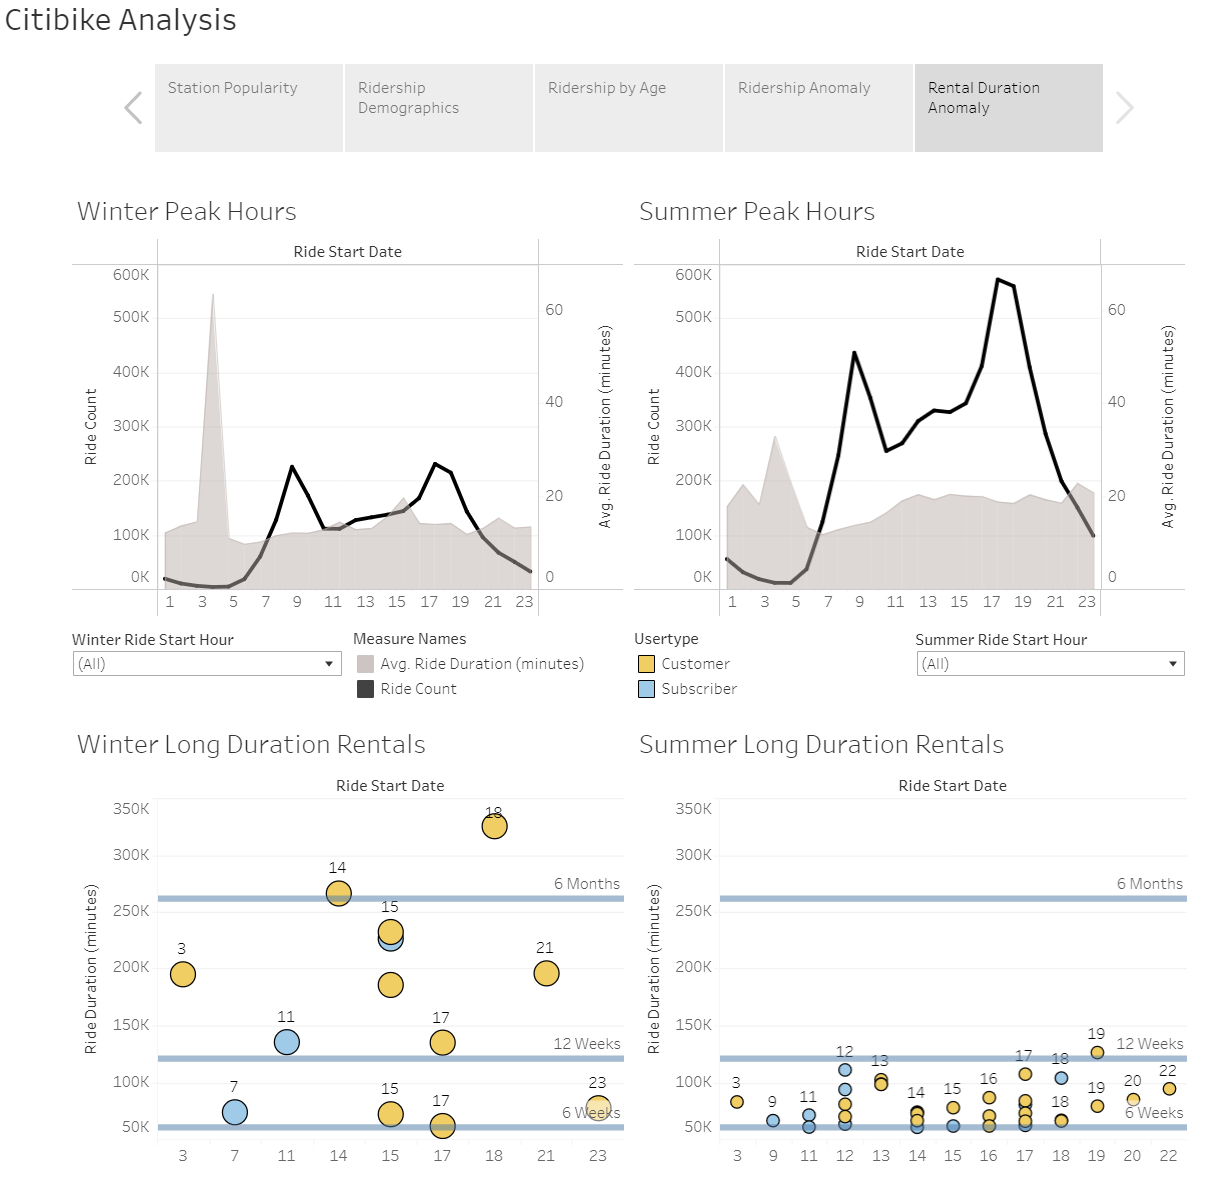 Citibike Analysis
Station Popularity
Ridership
Demographics
Ridership by Age
Ridership Anomaly
Rental Duration
Anomaly
Winter Peak Hours
Ride Start Date
600K
500K
400K
300K
200K
100K
0K
Ride Count
60
40
20
0
Avg. Ride Duration (minutes)
1 3 5 7 9 11 13 15 17 19 21 23
Summer Peak Hours
Ride Start Date
600K
500K
400K
300K
200K
100K
0K
Ride Count
60
40
20
0
Avg. Ride Duration (minutes)
1 3 5 7 9 11 13 15 17 19 21 23
Winter Ride Start Hour
(All)
Measure Names
Avg. Ride Duration (minutes)
Ride Count
Usertype
Customer
Subscriber
Summer Ride Start Hour
(All)
Winter Long Duration Rentals
Ride Start Date
350K
300K
250K
200K
150K
100K
50K
Ride Duration (minutes)
18
14
6 Months
15
3
21
11
17
12 Weeks
7
15
17
23
6 Weeks
3 7 11 14 15 17 18 21 23
Summer Long Duration Rentals
Ride Start Date
350K
300K
250K
200K
150K
100K
50K
Ride Duration (minutes)
6 Months
19
12 Weeks
12
13
17
18
22
3
16
20
19
9
11
14
15
18
6 Weeks
3 9 11 12 13 14 15 16 17 18 19 20 22